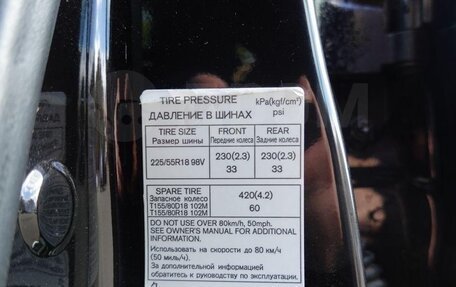 TIRE PRESSURE kPa(kgf/cm²)
ДАВЛЕНИЕ В ШИНАХ psi
TIRE SIZE FRONT REAR
Размер шины Передние колеса Задние колеса
225/55R18 98V 230(2.3) 230(2.3)
33 33
SPARE TIRE 420(4.2)
Запасное колесо
T155/80D18 102M 60
T155/80R18 102M
DO NOT USE OVER 80km/h, 50mph.
SEE OWNER'S MANUAL FOR ADDITIONAL
INFORMATION.
Использовать на скорости до 80 км/ч
(50 миль/ч).
За дополнительной информацией
обратитесь к руководству по эксплуатации.